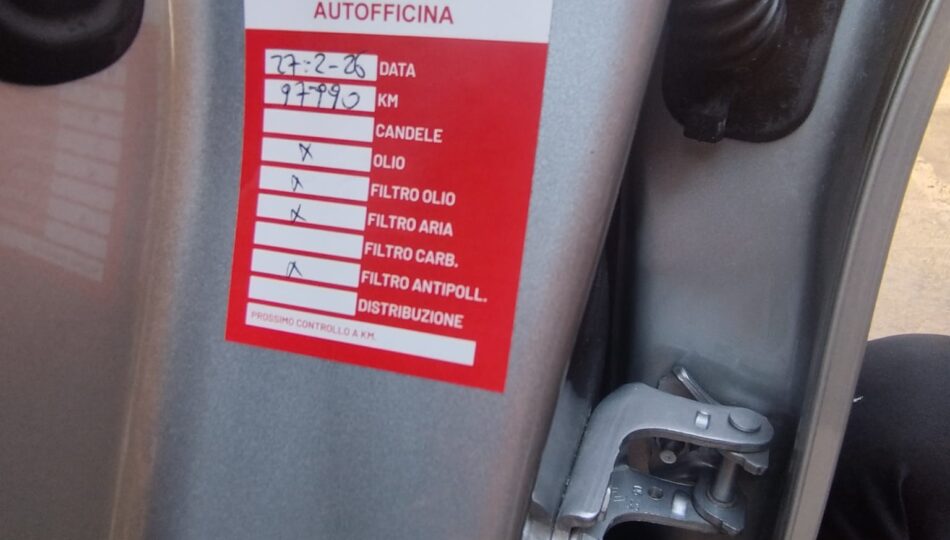 AUTOFFICINA
27-2-26 DATA
97990 KM
CANDELE
x OLIO
x FILTRO OLIO
x FILTRO ARIA
FILTRO CARB.
x FILTRO ANTIPOLL.
DISTRIBUZIONE
PROSSIMO CONTROLLO A KM.